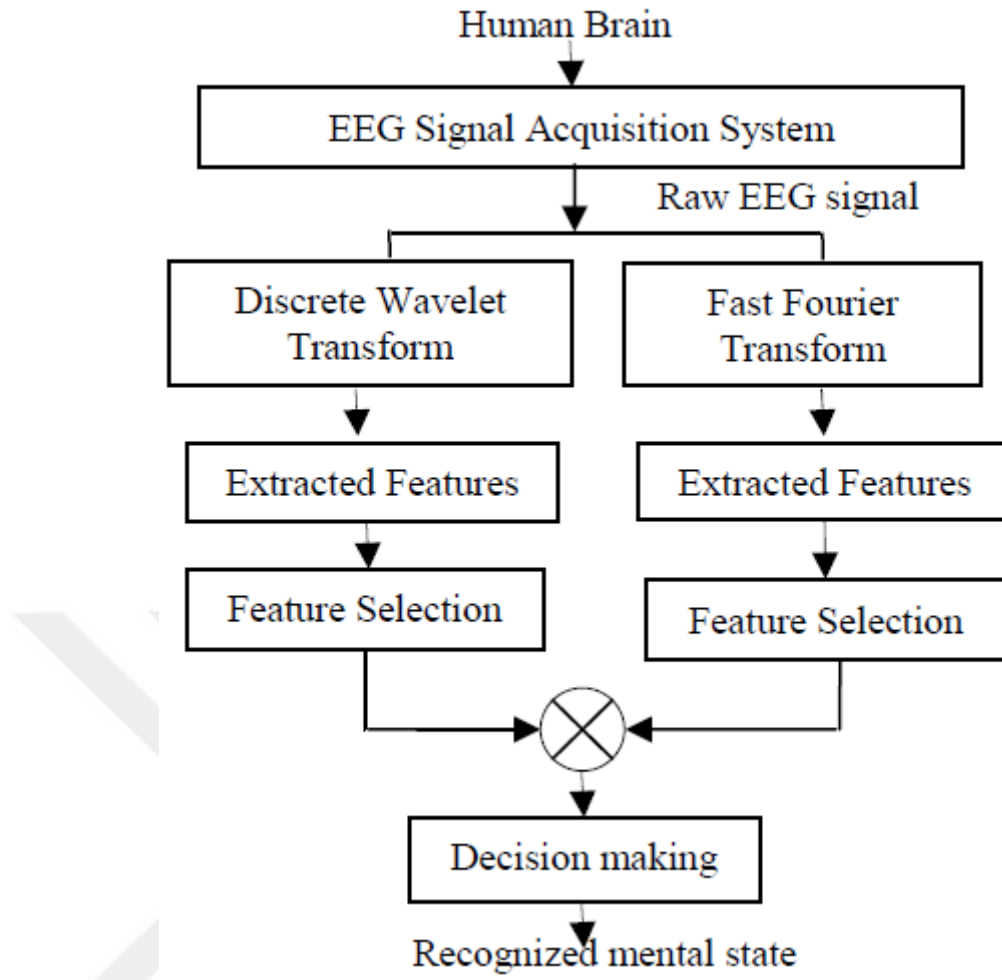 Human Brain
EEG Signal Acquisition System
Raw EEG signal
Discrete Wavelet
Transform
Fast Fourier
Transform
Extracted Features
Extracted Features
Feature Selection
Feature Selection
Decision making
Recognized mental state